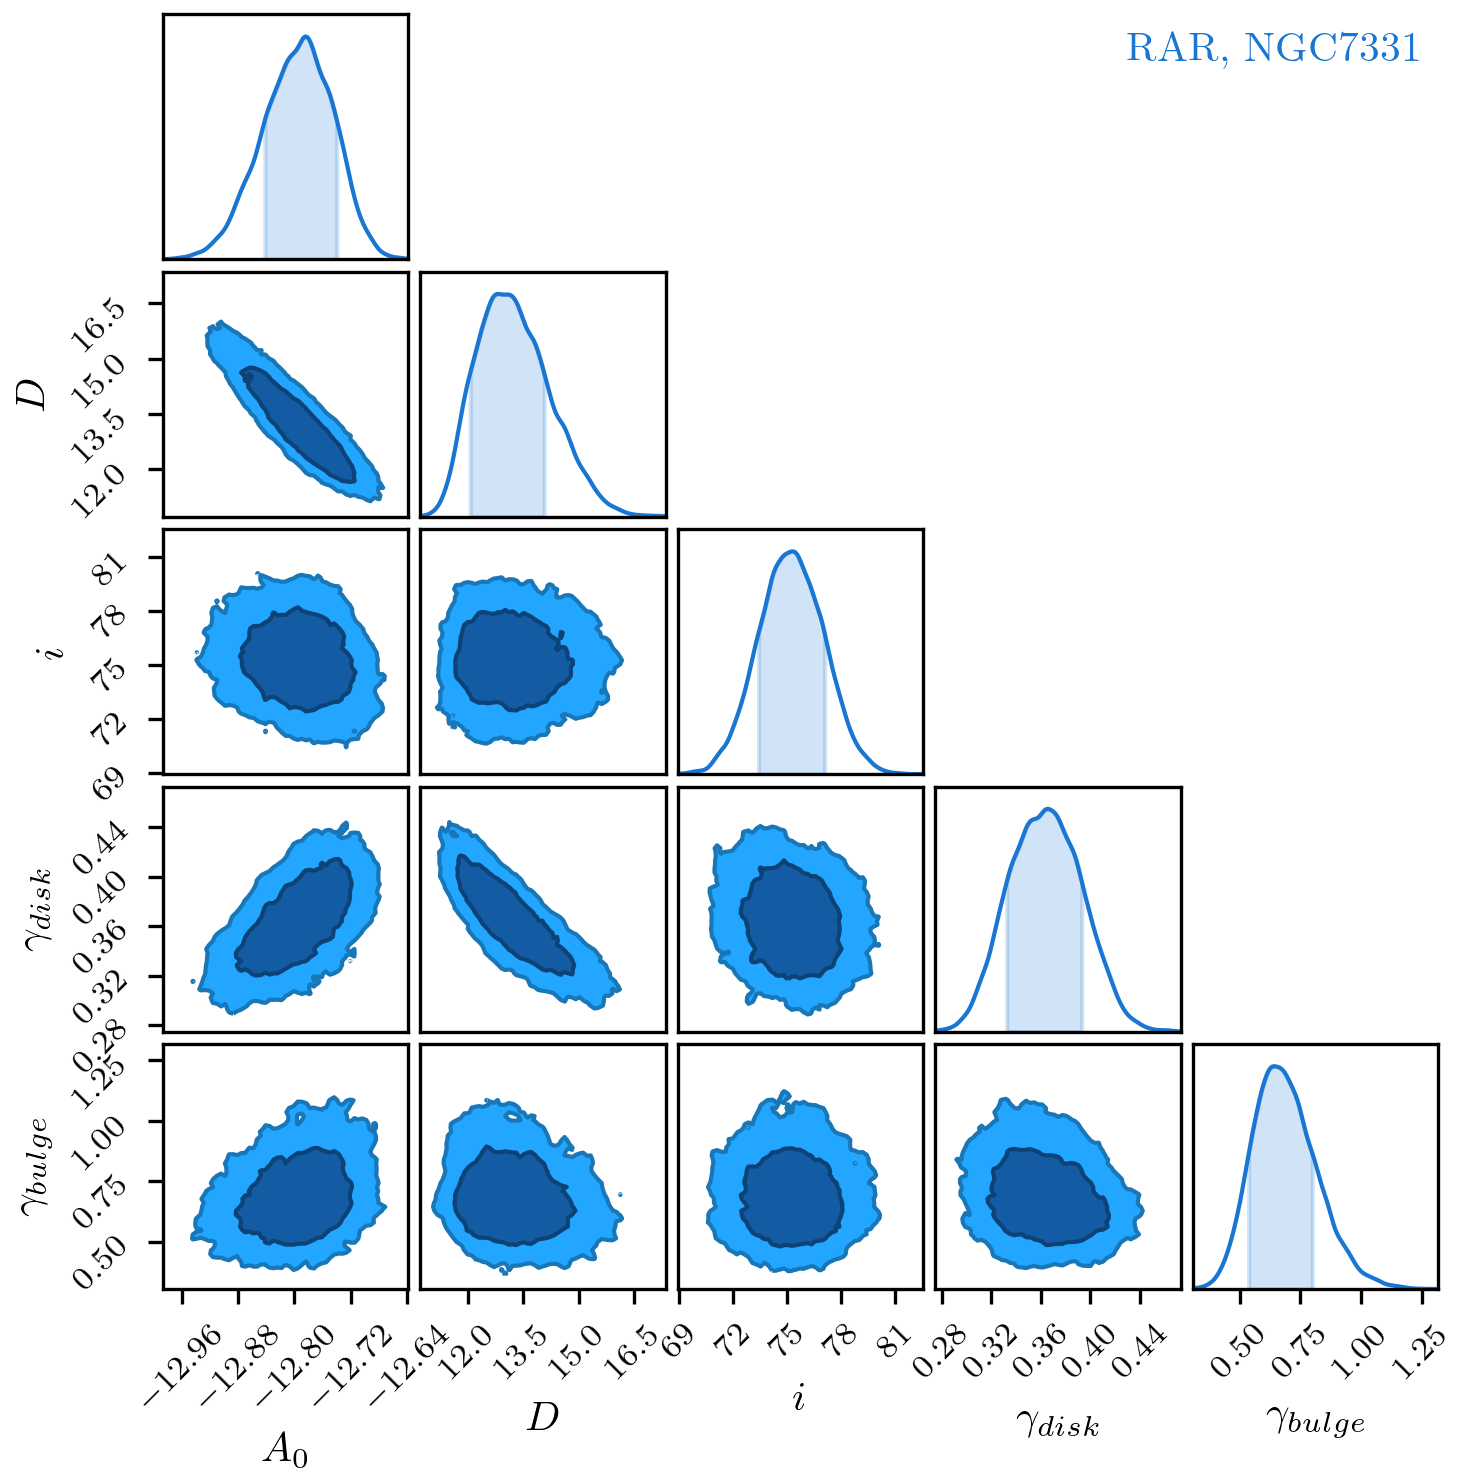 RAR, NGC7331
D
16.5
15.0
13.5
12.0
i
81
78
75
72
69
γdisk
0.44
0.40
0.36
0.32
0.28
γbulge
1.25
1.00
0.75
0.50
−12.96 −12.88 −12.80 −12.72 −12.64
A0
12.0 13.5 15.0 16.5
D
69 72 75 78 81
i
0.28 0.32 0.36 0.40 0.44
γdisk
0.50 0.75 1.00 1.25
γbulge